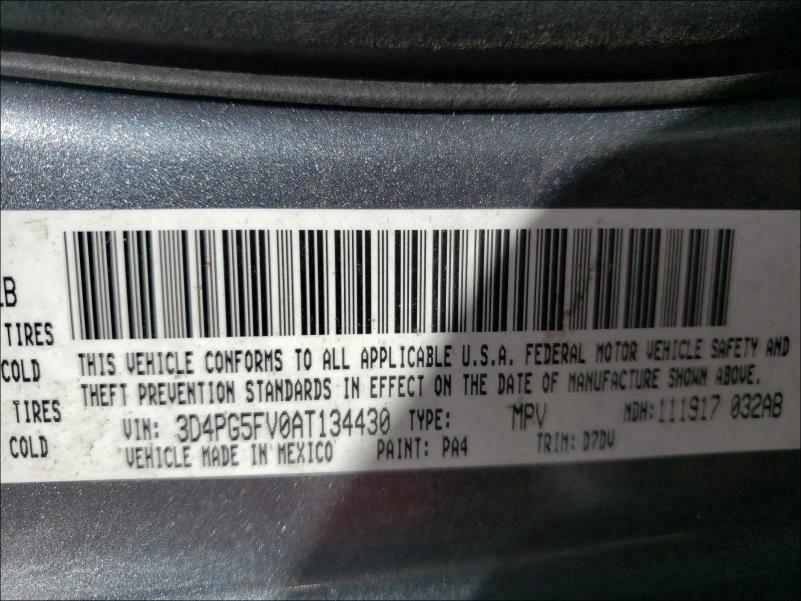 LB
TIRES
COLD
TIRES
COLD
THIS VEHICLE CONFORMS TO ALL APPLICABLE U.S.A. FEDERAL MOTOR VEHICLE SAFETY AND
THEFT PREVENTION STANDARDS IN EFFECT ON THE DATE OF MANUFACTURE SHOWN ABOVE.
VIN: 3D4PG5FV0AT134430 TYPE: MPV MDH:111917 032AB
VEHICLE MADE IN MEXICO PAINT: PA4 TRIM: D7DV